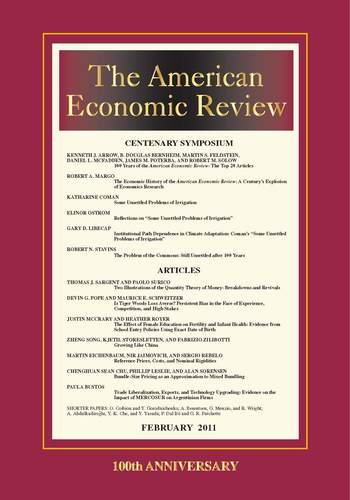 The American
Economic Review
CENTENARY SYMPOSIUM
KENNETH J. ARROW, B. DOUGLAS BERNHEIM, MARTIN S. FELDSTEIN,
DANIEL L. MCFADDEN, JAMES M. POTERBA, AND ROBERT M. SOLOW
100 Years of the American Economic Review: The Top 20 Articles
ROBERT A. MARGO
The Economic History of the American Economic Review: A Century's Explosion
of Economics Research
KATHARINE COMAN
Some Unsettled Problems of Irrigation
ELINOR OSTROM
Reflections on "Some Unsettled Problems of Irrigation"
GARY D. LIBECAP
Institutional Path Dependence in Climate Adaptation: Coman's "Some Unsettled
Problems of Irrigation"
ROBERT N. STAVINS
The Problem of the Commons: Still Unsettled after 100 Years
ARTICLES
THOMAS J. SARGENT AND PAOLO SURICO
Two Illustrations of the Quantity Theory of Money: Breakdowns and Revivals
DEVIN G. POPE AND MAURICE E. SCHWEITZER
Is Tiger Woods Loss Averse? Persistent Bias in the Face of Experience,
Competition, and High Stakes
JUSTIN MCCRARY AND HEATHER ROYER
The Effect of Female Education on Fertility and Infant Health: Evidence from
School Entry Policies Using Exact Date of Birth
ZHENG SONG, KJETIL STORESLETTEN, AND FABRIZIO ZILIBOTTI
Growing Like China
MARTIN EICHENBAUM, NIR JAIMOVICH, AND SERGIO REBELO
Reference Prices, Costs, and Nominal Rigidities
CHENGHUAN SEAN CHU, PHILLIP LESLIE, AND ALAN SORENSEN
Bundle-Size Pricing as an Approximation to Mixed Bundling
PAULA BUSTOS
Trade Liberalization, Exports, and Technology Upgrading: Evidence on the
Impact of MERCOSUR on Argentinian Firms
SHORTER PAPERS: O. Coibion and Y. Gorodnichenko; A. Rosenberg, G. Menzio, and R. Wright;
A. Abdulkadiroğlu, Y.-K. Che, and Y. Yasuda; P. Dal Bó and G. R. Fréchette
FEBRUARY 2011
100th ANNIVERSARY